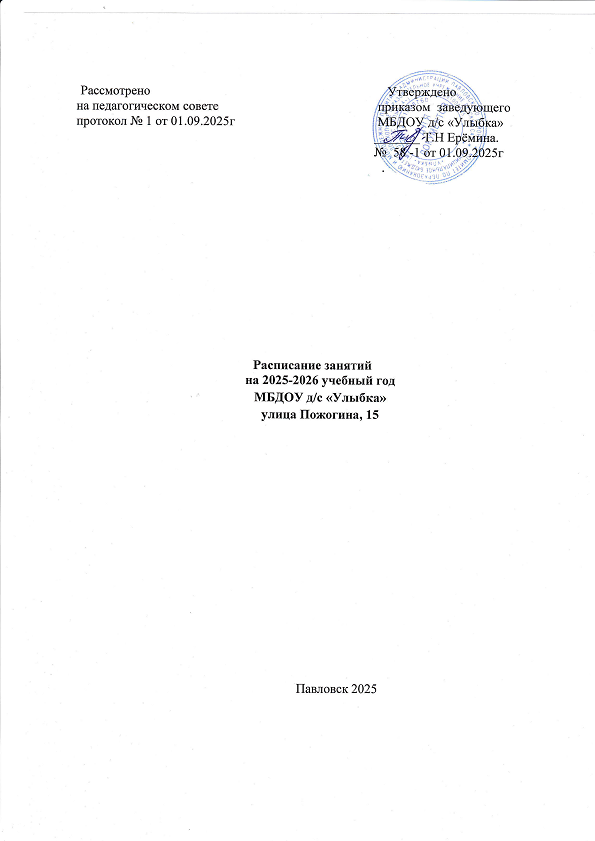 Рассмотрено
на педагогическом совете
протокол № 1 от 01.09.2025г
Утверждено
приказом заведующего
МБДОУ д/с «Улыбка»
Т.Н Ерёмина.
№ 58 -1 от 01.09.2025г
Расписание занятий
на 2025-2026 учебный год
МБДОУ д/с «Улыбка»
улица Пожогина, 15
Павловск 2025